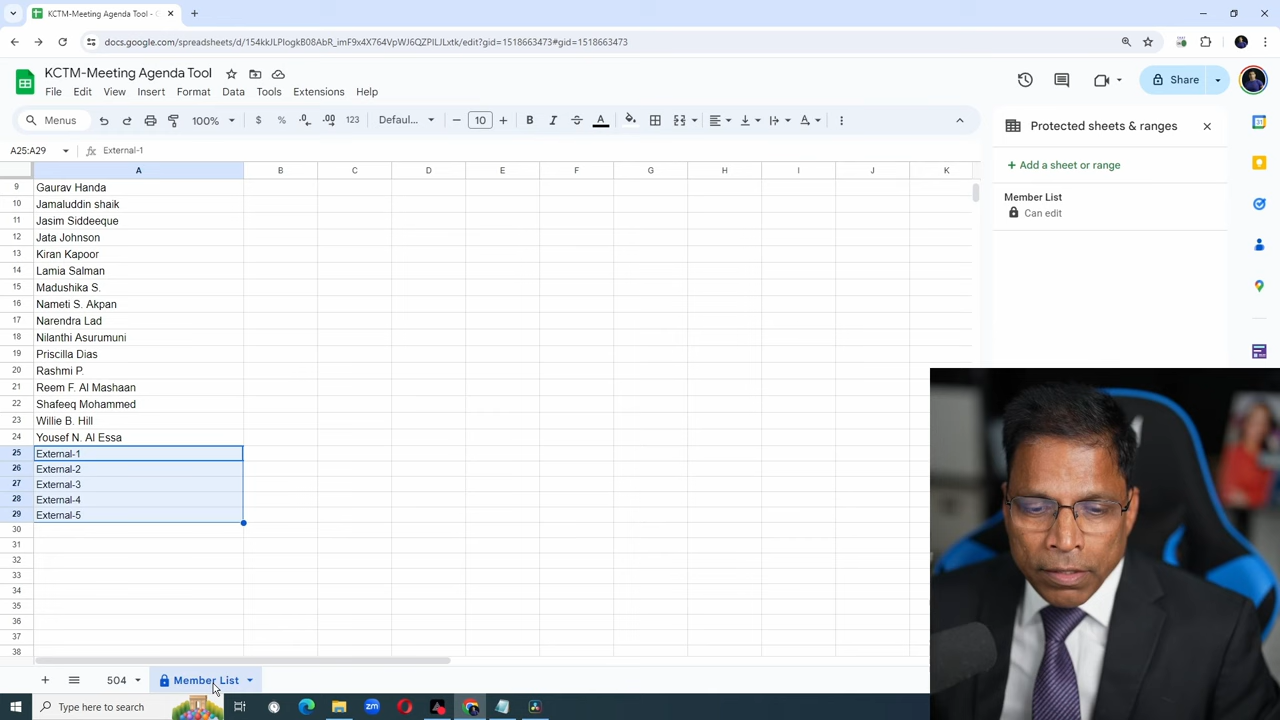 KCTM-Meeting Agenda Tool - G
docs.google.com/spreadsheets/d/154kkJLPIogkB08AbR_imF9x4X764VpWJ6QZPILJLxtk/edit?gid=1518663473#gid=1518663473
KCTM-Meeting Agenda Tool
Share
File Edit View Insert Format Data Tools Extensions Help
Menus 100% $ % .0 .00 123 Defaul... 10 B I S A
A25:A29 fx External-1
A B C D E F G H I J K
9 Gaurav Handa
10 Jamaluddin shaik
11 Jasim Siddeeque
12 Jata Johnson
13 Kiran Kapoor
14 Lamia Salman
15 Madushika S.
16 Nameti S. Akpan
17 Narendra Lad
18 Nilanthi Asurumuni
19 Priscilla Dias
20 Rashmi P.
21 Reem F. Al Mashaan
22 Shafeeq Mohammed
23 Willie B. Hill
24 Yousef N. Al Essa
25 External-1
26 External-2
27 External-3
28 External-4
29 External-5
30
31
32
33
34
35
36
37
38
Protected sheets & ranges
+ Add a sheet or range
Member List
Can edit
504 Member List
Type here to search
zm